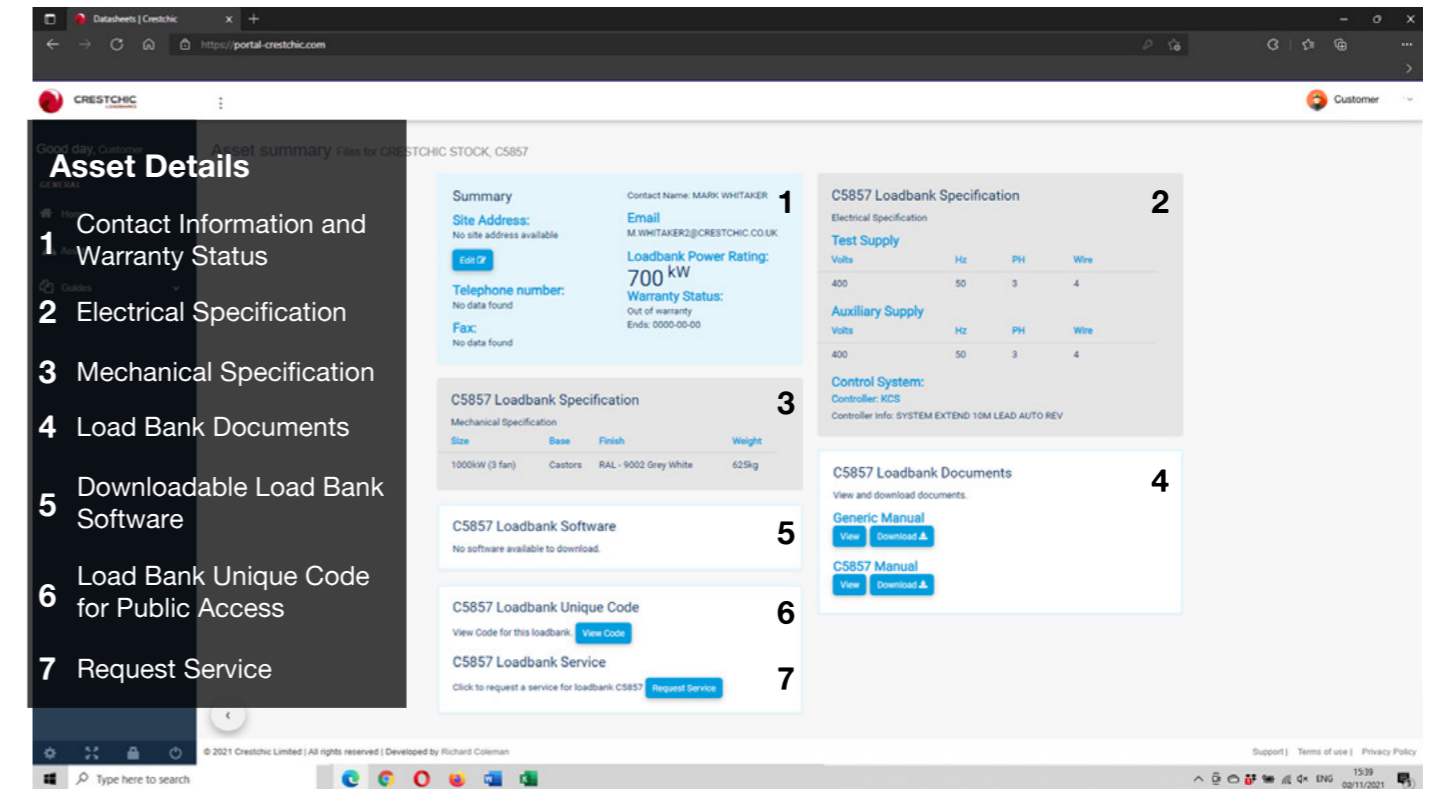 Datasheets | Crestchic
https://portal-crestchic.com
CRESTCHIC
LOADBANKS
Customer
Good day, Customer
Asset summary Files for CRESTCHIC STOCK, C5857
Asset Details
GENERAL
1 Contact Information and
Warranty Status
Guides
2 Electrical Specification
3 Mechanical Specification
4 Load Bank Documents
5 Downloadable Load Bank
Software
6 Load Bank Unique Code
for Public Access
7 Request Service
Summary
Site Address:
No site address available
Edit
Telephone number:
No data found
Fax:
No data found
Contact Name: MARK WHITAKER
1
Email
M.WHITAKER2@CRESTCHIC.CO.UK
Loadbank Power Rating:
700 kW
Warranty Status:
Out of warranty
Ends: 0000-00-00
C5857 Loadbank Specification
2
Electrical Specification
Test Supply
Volts Hz PH Wire
400 50 3 4
Auxiliary Supply
Volts Hz PH Wire
400 50 3 4
Control System:
Controller: KCS
Controller Info: SYSTEM EXTEND 10M LEAD AUTO REV
C5857 Loadbank Specification
3
Mechanical Specification
Size Base Finish Weight
1000kW (3 fan) Castors RAL - 9002 Grey White 625kg
C5857 Loadbank Documents
4
View and download documents.
Generic Manual
View Download
C5857 Manual
View Download
C5857 Loadbank Software
5
No software available to download.
C5857 Loadbank Unique Code
6
View Code for this loadbank. View Code
C5857 Loadbank Service
7
Click to request a service for loadbank C5857 Request Service
© 2021 Crestchic Limited | All rights reserved | Developed by Richard Coleman
Support | Terms of use | Privacy Policy
Type here to search
ENG
15:39
02/11/2021